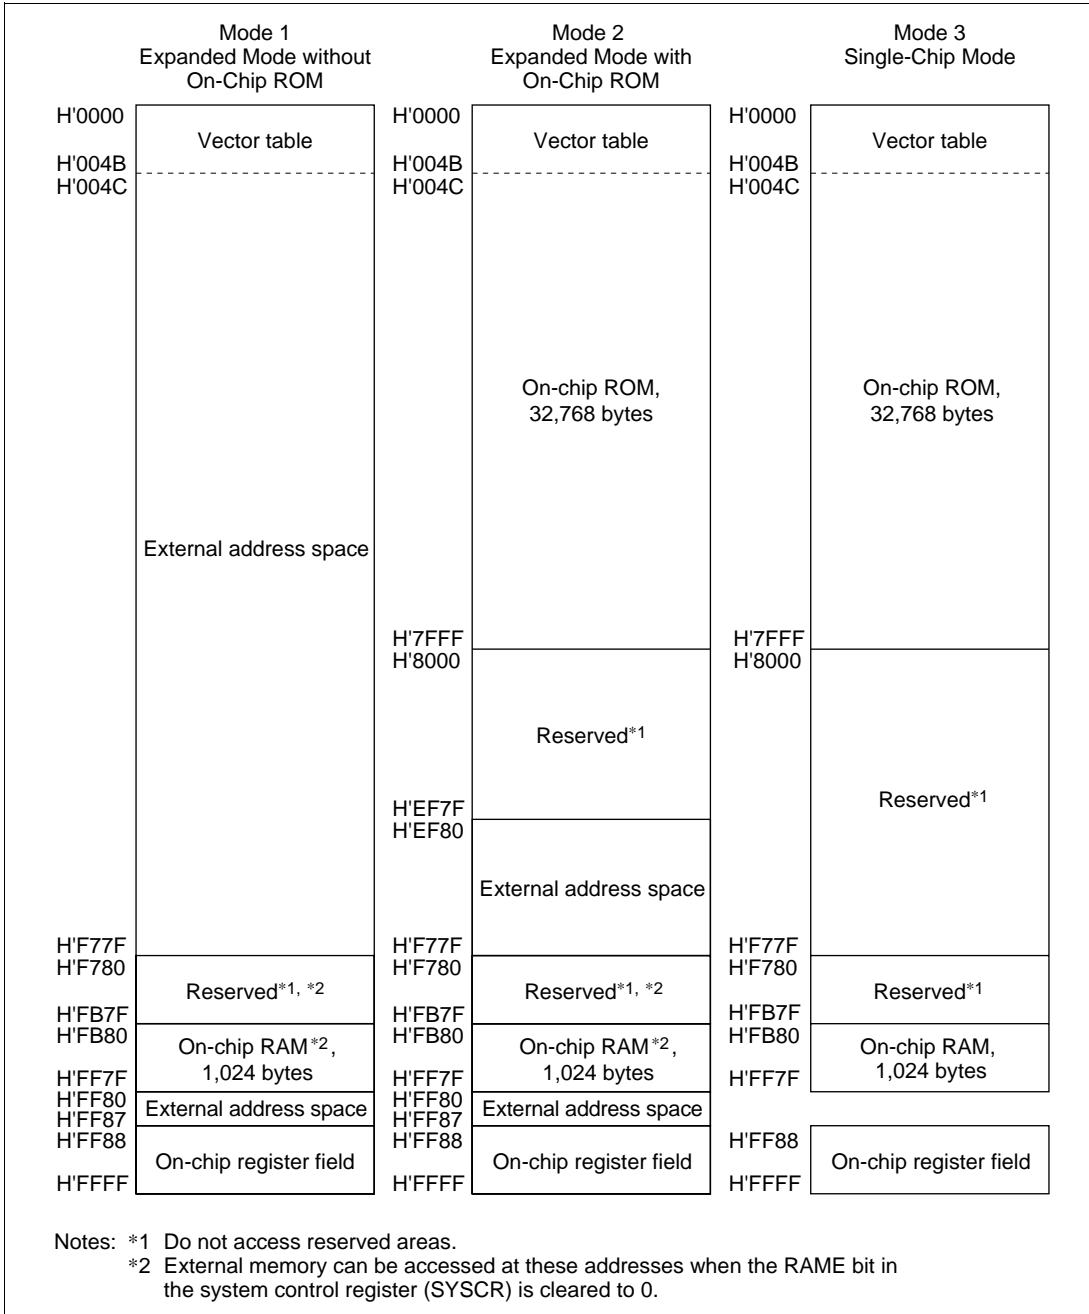 Mode 1
Expanded Mode without
On-Chip ROM
H'0000
Vector table
H'004B
H'004C
External address space
H'F77F
H'F780
Reserved*1, *2
H'FB7F
H'FB80
On-chip RAM*2,
1,024 bytes
H'FF7F
H'FF80
External address space
H'FF87
H'FF88
On-chip register field
H'FFFF
Mode 2
Expanded Mode with
On-Chip ROM
H'0000
Vector table
H'004B
H'004C
On-chip ROM,
32,768 bytes
H'7FFF
H'8000
Reserved*1
H'EF7F
H'EF80
External address space
H'F77F
H'F780
Reserved*1, *2
H'FB7F
H'FB80
On-chip RAM*2,
1,024 bytes
H'FF7F
H'FF80
External address space
H'FF87
H'FF88
On-chip register field
H'FFFF
Mode 3
Single-Chip Mode
H'0000
Vector table
H'004B
H'004C
On-chip ROM,
32,768 bytes
H'7FFF
H'8000
Reserved*1
H'F77F
H'F780
Reserved*1
H'FB7F
H'FB80
On-chip RAM,
1,024 bytes
H'FF7F
H'FF88
On-chip register field
H'FFFF
Notes: *1 Do not access reserved areas.
*2 External memory can be accessed at these addresses when the RAME bit in
the system control register (SYSCR) is cleared to 0.